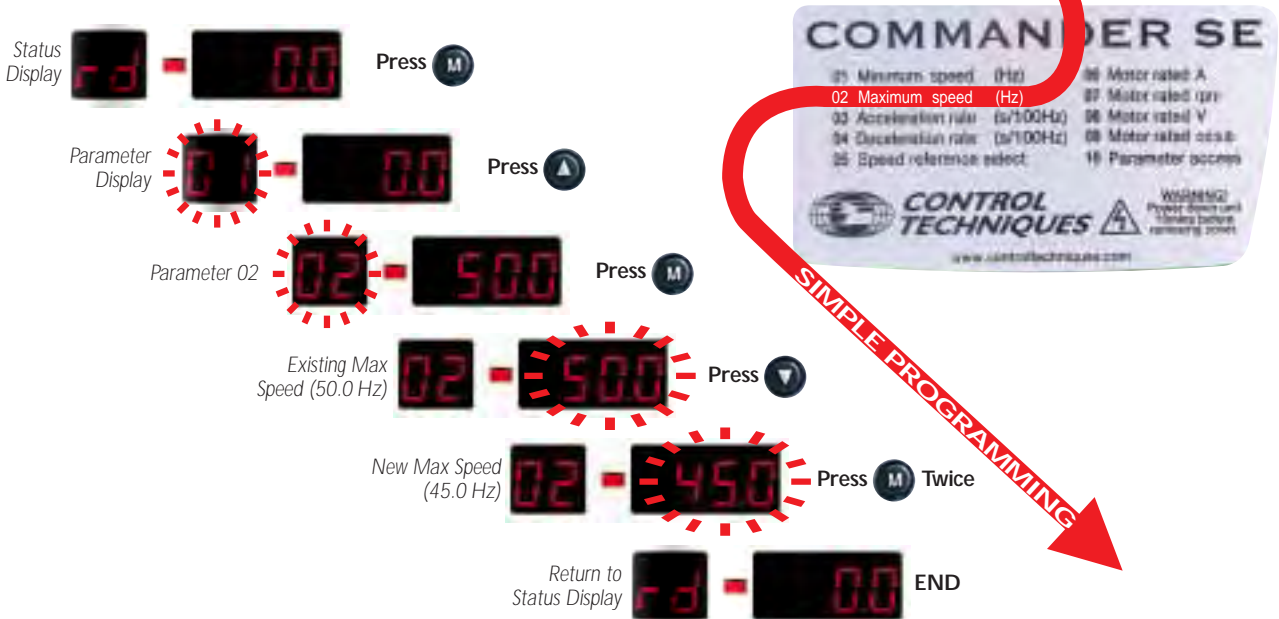 Status
Display
rd - 0.0
Press M
Parameter
Display
01 - 0.0
Press
Parameter 02
02 - 50.0
Press M
Existing Max
Speed (50.0 Hz)
02 - 50.0
Press
New Max Speed
(45.0 Hz)
02 - 45.0
Press M Twice
Return to
Status Display
rd - 0.0
END
COMMANDER SE
01 Minimum speed (Hz)
02 Maximum speed (Hz)
03 Acceleration rate (s/100Hz)
04 Deceleration rate (s/100Hz)
05 Speed reference select
06 Motor rated A
07 Motor rated rpm
08 Motor rated V
09 Motor rated
10 Parameter access
CONTROL
TECHNIQUES
WARNING!
www.controltechniques.com
SIMPLE PROGRAMMING